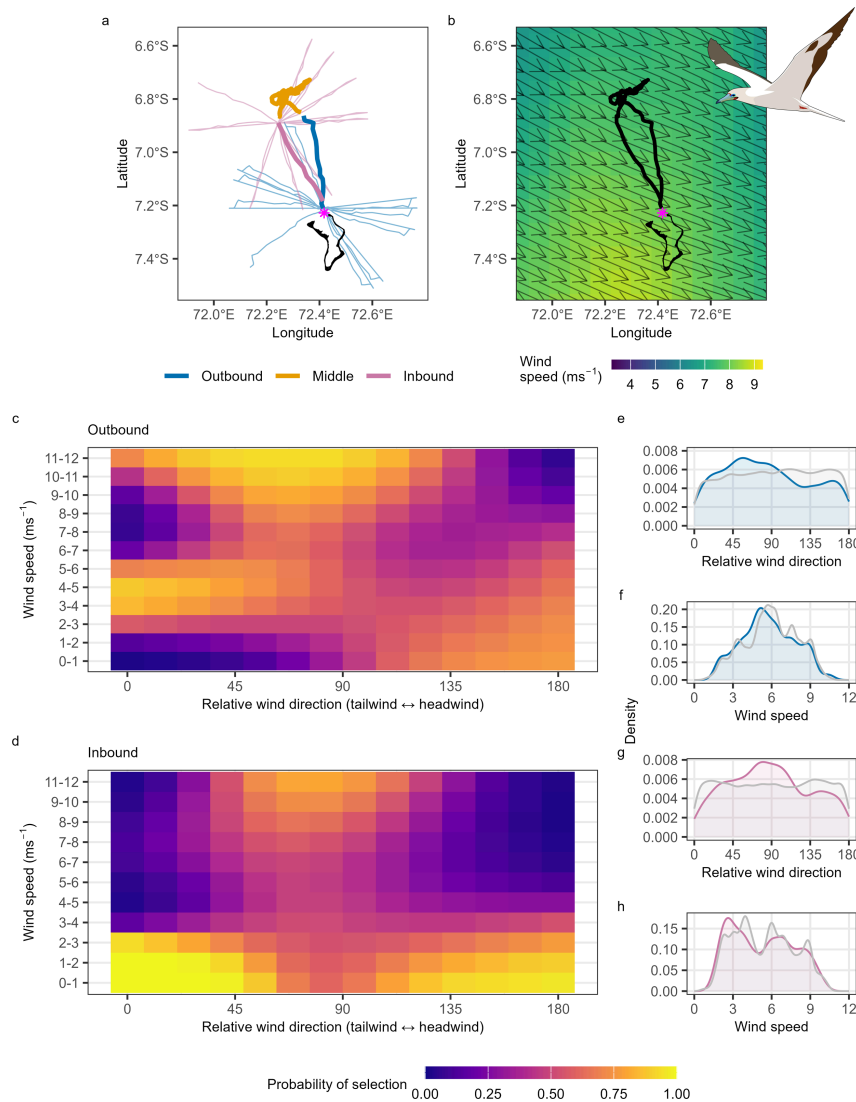 a
b
6.6°S
6.8°S
7.0°S
7.2°S
7.4°S
Latitude
72.0°E 72.2°E 72.4°E 72.6°E
Longitude
6.6°S
6.8°S
7.0°S
7.2°S
7.4°S
Latitude
72.0°E 72.2°E 72.4°E 72.6°E
Longitude
Outbound Middle Inbound
Wind
speed (ms⁻¹)
4 5 6 7 8 9
c
Outbound
Wind speed (ms⁻¹)
11-12
10-11
9-10
8-9
7-8
6-7
5-6
4-5
3-4
2-3
1-2
0-1
0 45 90 135 180
Relative wind direction (tailwind ↔ headwind)
d
Inbound
Wind speed (ms⁻¹)
11-12
9-10
8-9
7-8
6-7
5-6
4-5
3-4
2-3
1-2
0-1
0 45 90 135 180
Relative wind direction (tailwind ↔ headwind)
Density
e
0.008
0.006
0.004
0.002
0.000
0 45 90 135 180
Relative wind direction
f
0.20
0.15
0.10
0.05
0.00
0 3 6 9 12
Wind speed
g
0.008
0.006
0.004
0.002
0.000
0 45 90 135 180
Relative wind direction
h
0.15
0.10
0.05
0.00
0 3 6 9 12
Wind speed
Probability of selection
0.00 0.25 0.50 0.75 1.00